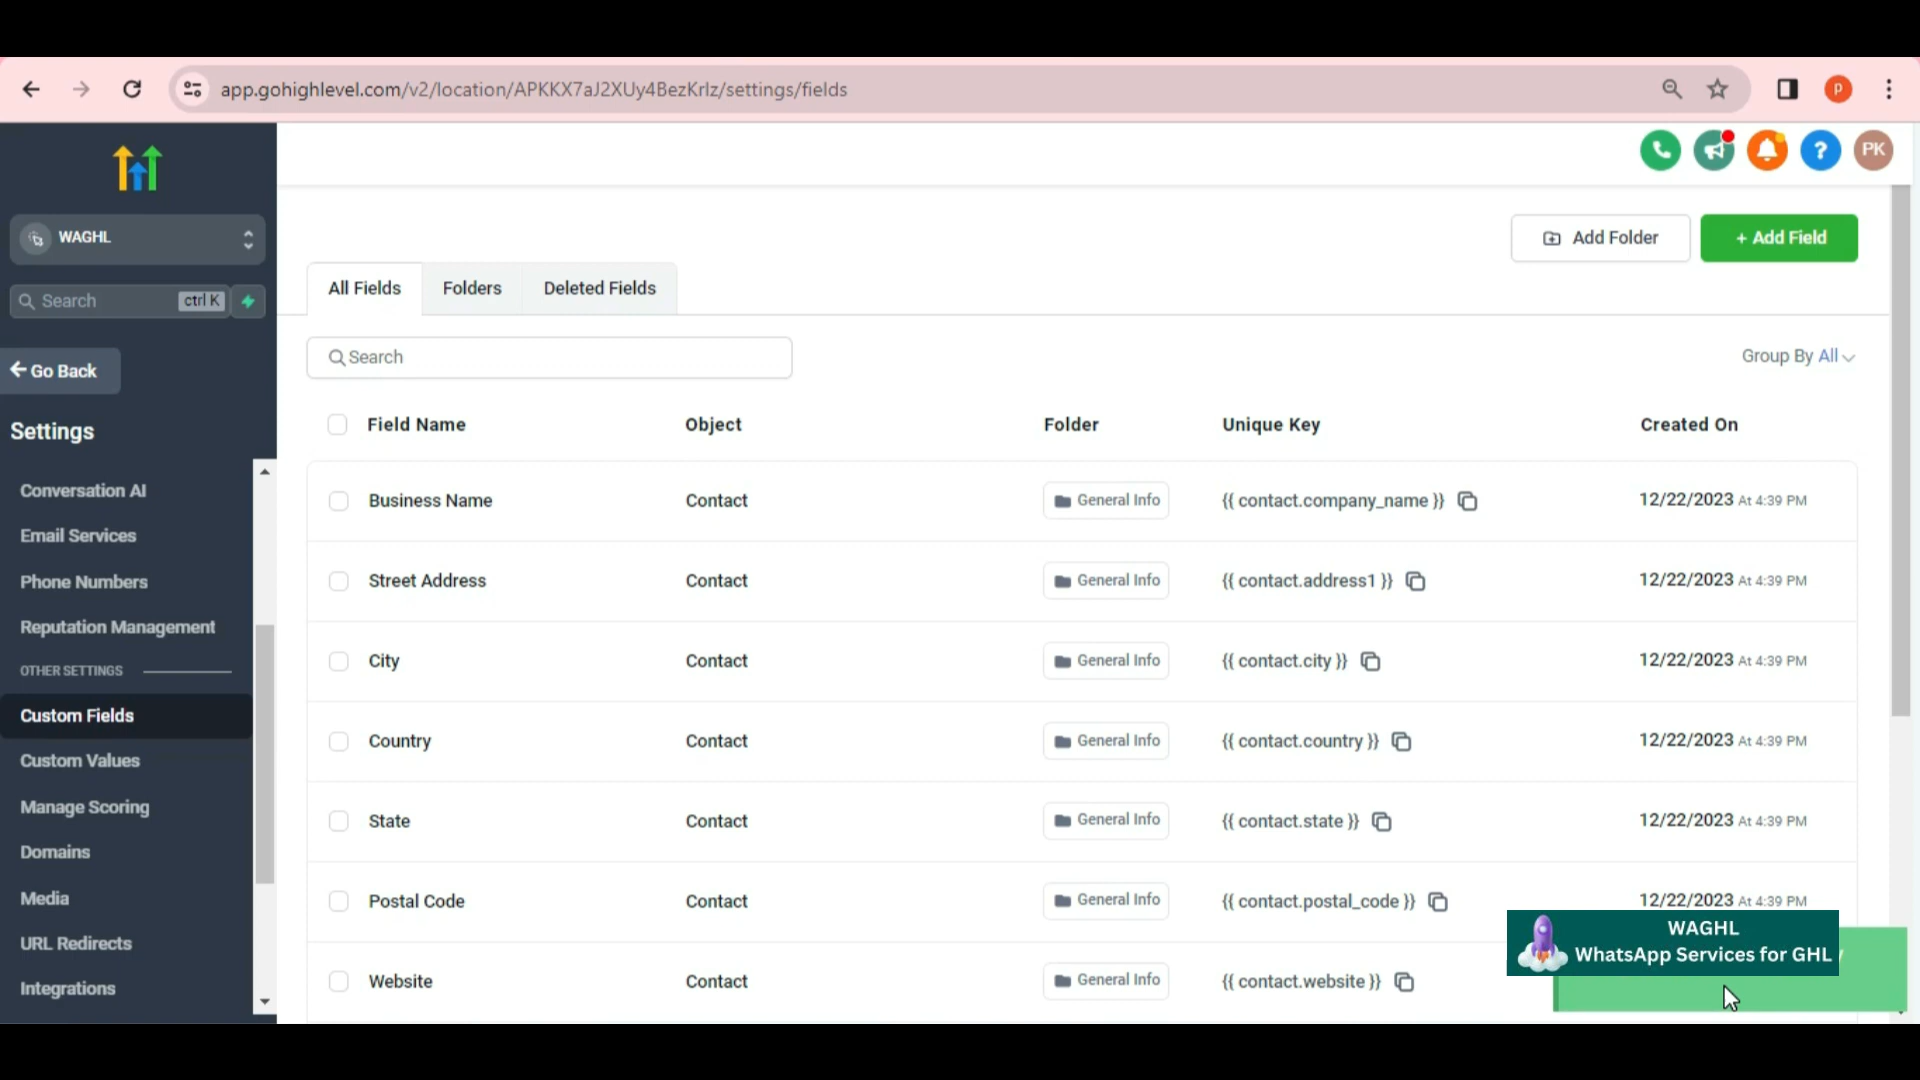 app.gohighlevel.com/v2/location/APKKX7aJ2XUy4BezKrIz/settings/fields
P
PK
WAGHL
Search ctrl K
Go Back
Settings
Conversation AI
Email Services
Phone Numbers
Reputation Management
OTHER SETTINGS
Custom Fields
Custom Values
Manage Scoring
Domains
Media
URL Redirects
Integrations
Add Folder
+ Add Field
All Fields Folders Deleted Fields
Search
Group By All
Field Name Object Folder Unique Key Created On
Business Name Contact General Info {{ contact.company_name }} 12/22/2023 At 4:39 PM
Street Address Contact General Info {{ contact.address1 }} 12/22/2023 At 4:39 PM
City Contact General Info {{ contact.city }} 12/22/2023 At 4:39 PM
Country Contact General Info {{ contact.country }} 12/22/2023 At 4:39 PM
State Contact General Info {{ contact.state }} 12/22/2023 At 4:39 PM
Postal Code Contact General Info {{ contact.postal_code }} 12/22/2023 At 4:39 PM
Website Contact General Info {{ contact.website }}
WAGHL
WhatsApp Services for GHL